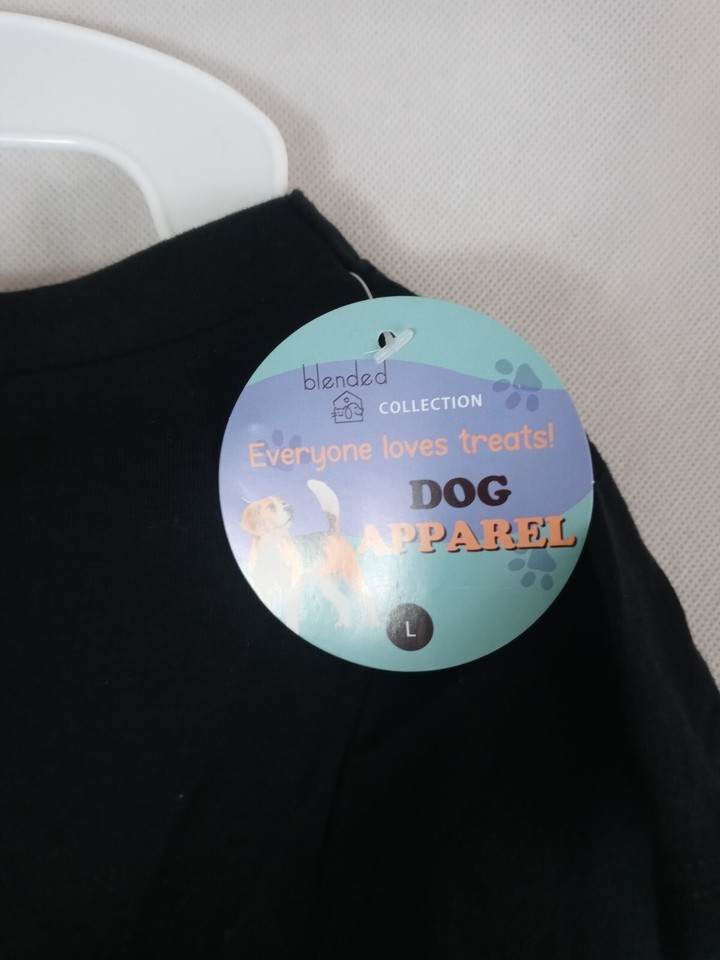 blended
COLLECTION
Everyone loves treats!
DOG
APPAREL
L